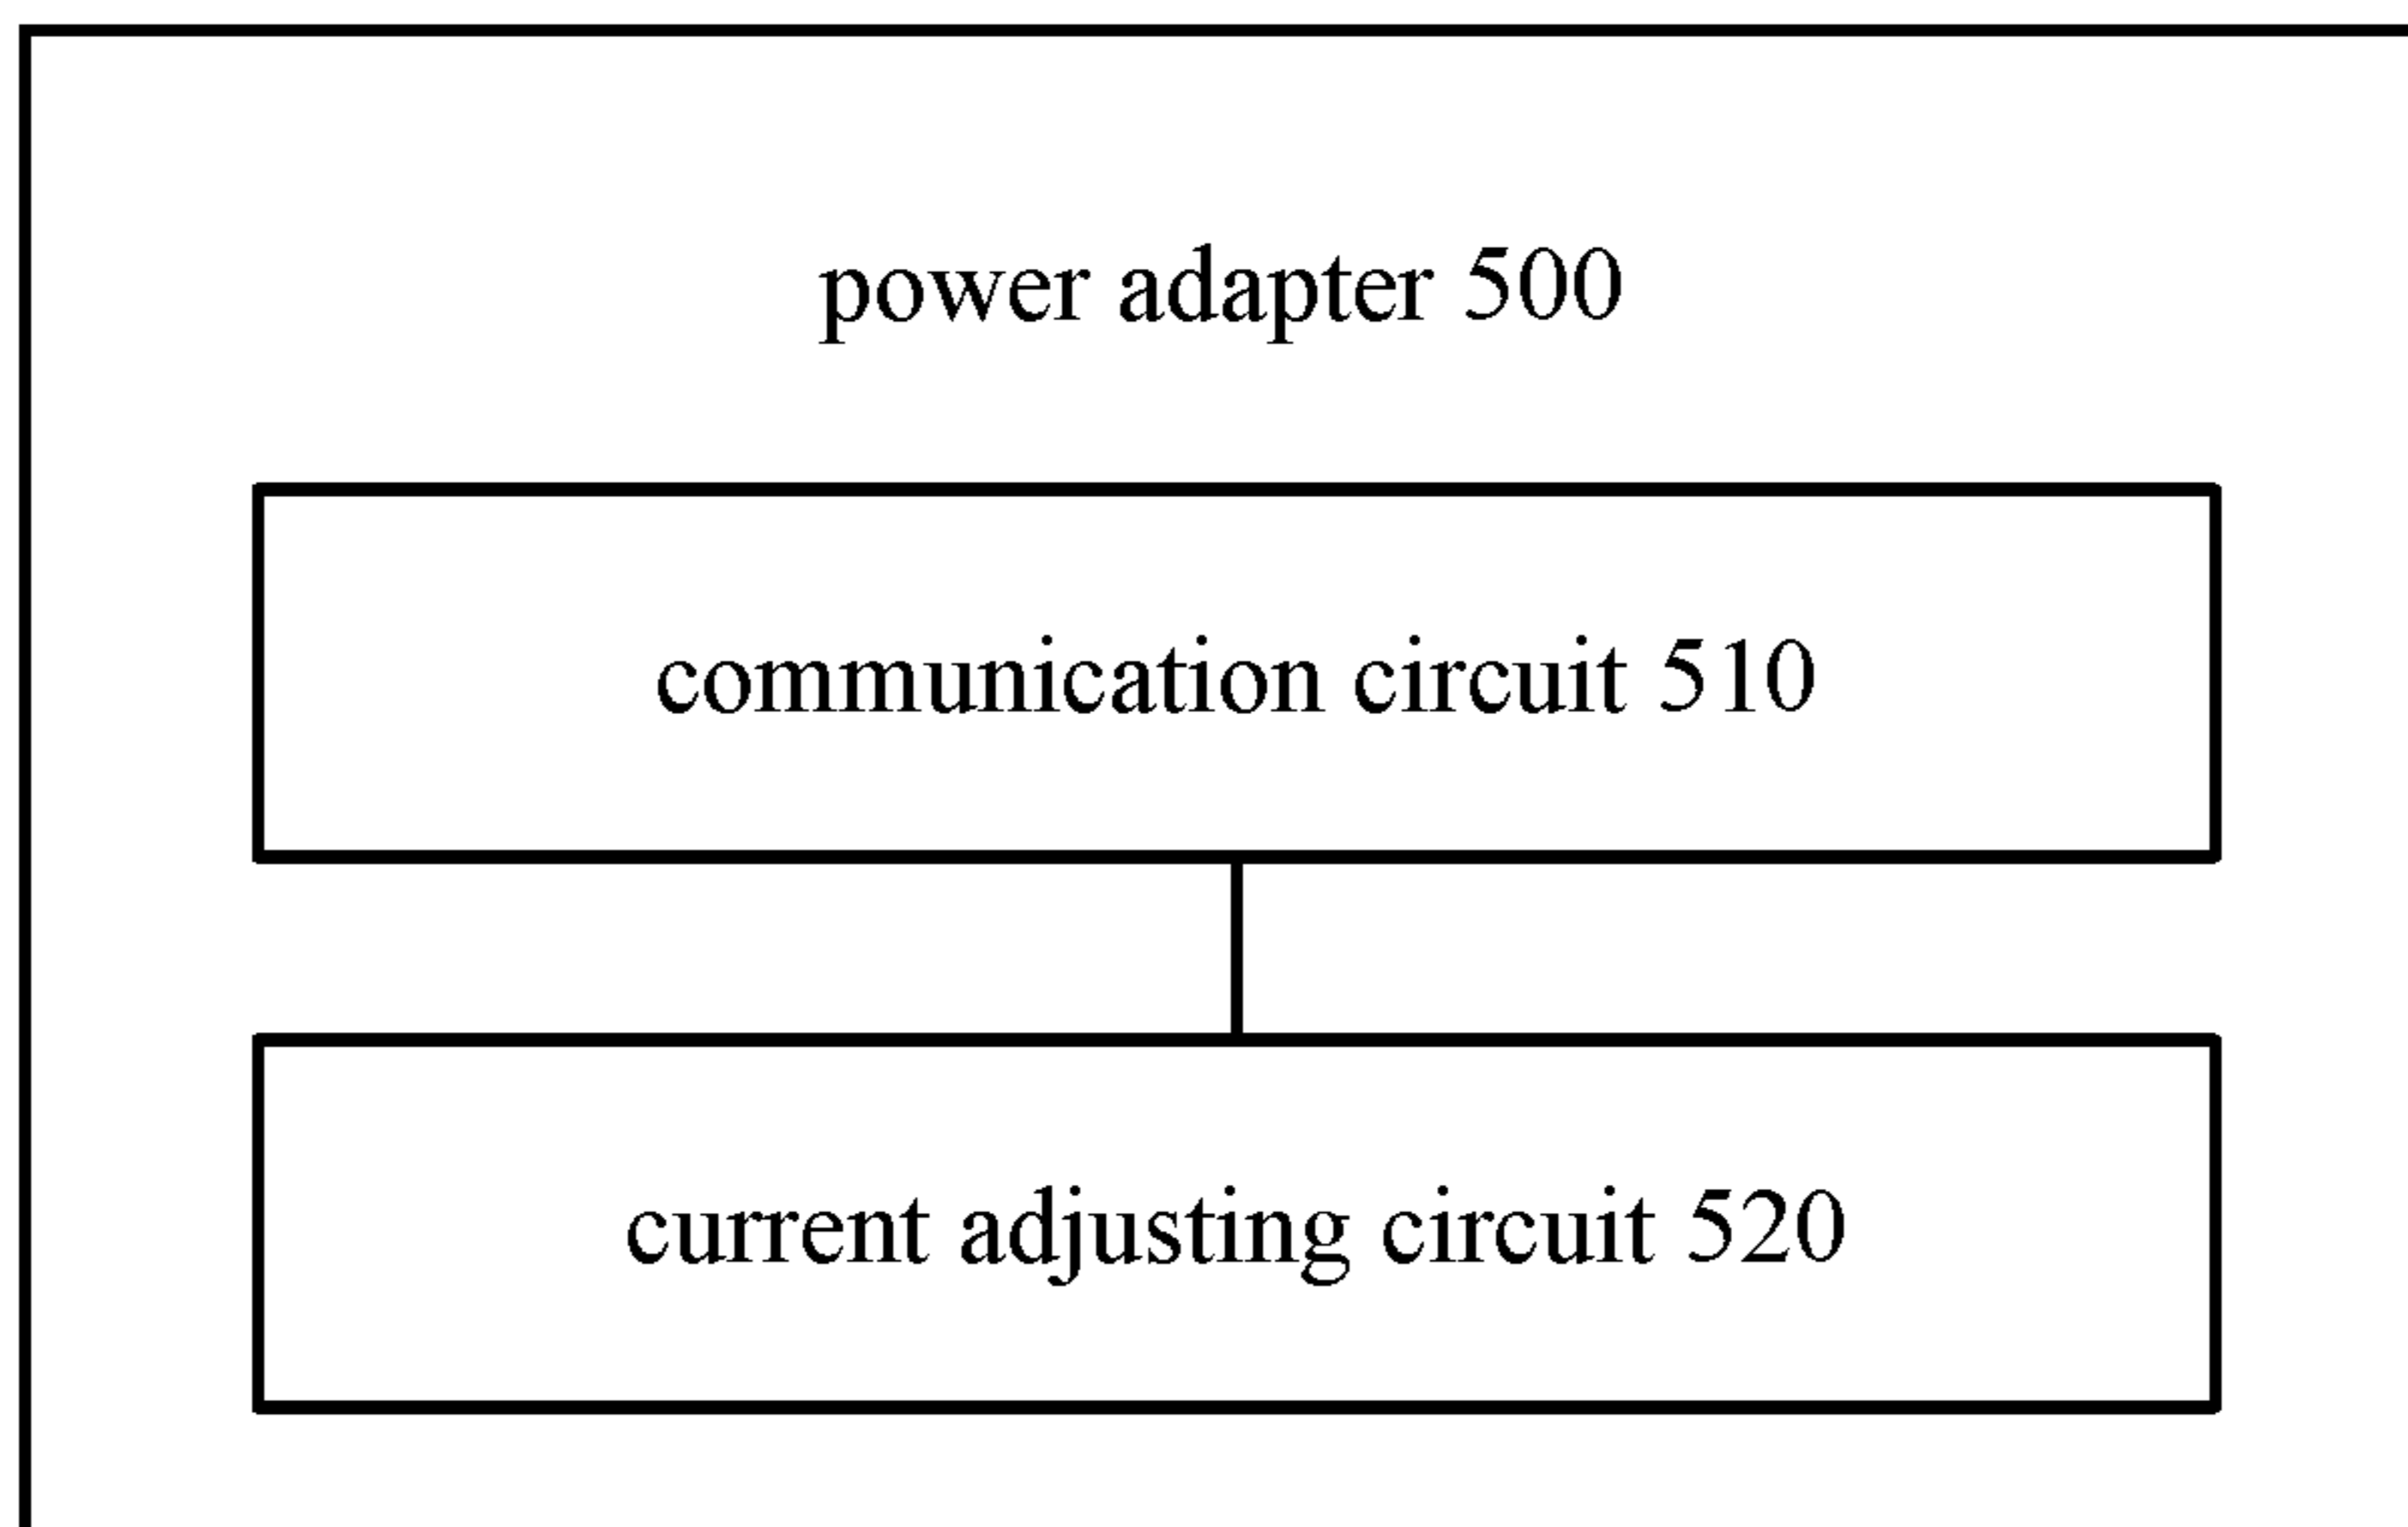 power adapter 500
communication circuit 510
current adjusting circuit 520